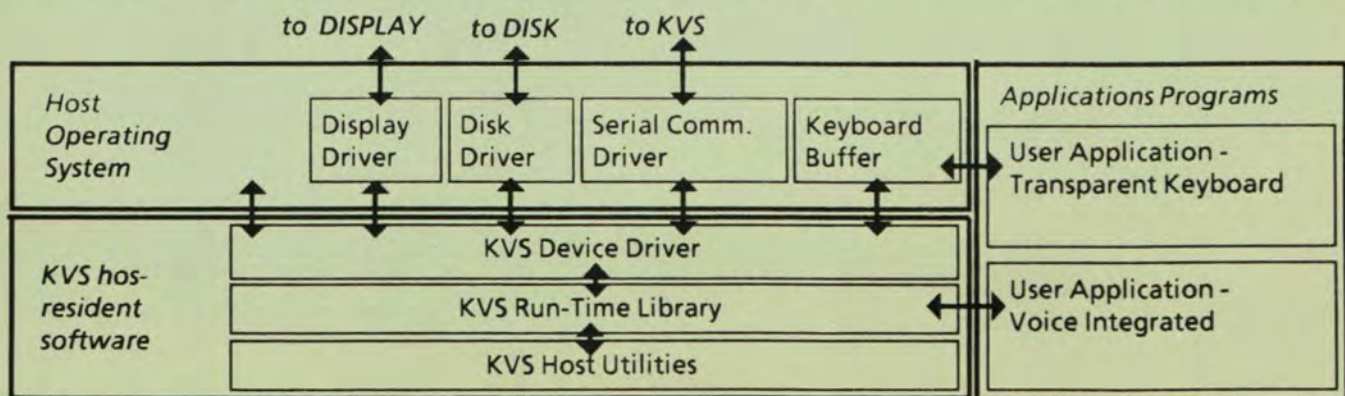 to DISPLAY
to DISK
to KVS
Host
Operating
System
Display
Driver
Disk
Driver
Serial Comm.
Driver
Keyboard
Buffer
Applications Programs
User Application -
Transparent Keyboard
KVS hos-
resident
software
KVS Device Driver
KVS Run-Time Library
KVS Host Utilities
User Application -
Voice Integrated